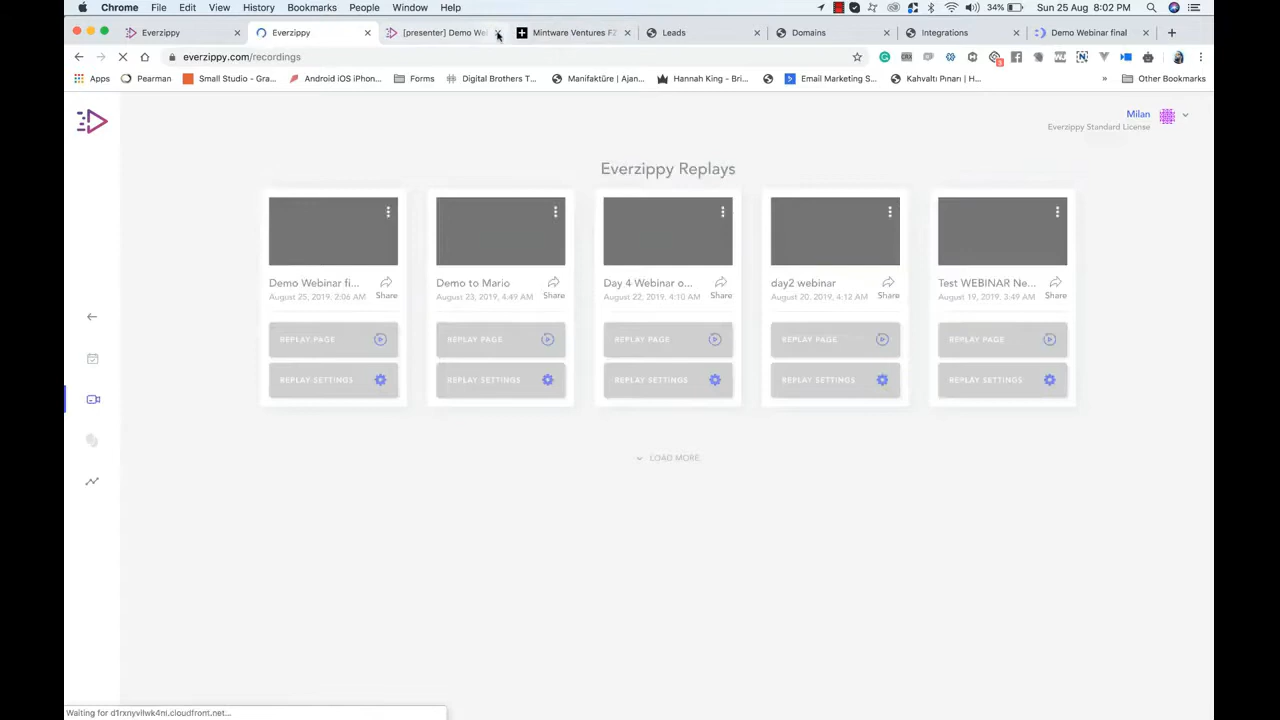 Chrome File Edit View History Bookmarks People Window Help 34% Sun 25 Aug 8:02 PM
Everzippy Everzippy [presenter] Demo We Mintware Ventures F2 Leads Domains Integrations Demo Webinar final
everzippy.com/recordings
Apps Pearman Small Studio - Gra... Android iOS iPhon... Forms Digital Brothers T... Manifaktüre | Ajan... Hannah King - Bri... Email Marketing S... Kahvaltı Pınarı | H... » Other Bookmarks
Milan
Everzippy Standard License
Everzippy Replays
Demo Webinar fi... Demo to Mario Day 4 Webinar o... day2 webinar Test WEBINAR Ne...
August 25, 2019, 2:06 AM Share August 23, 2019, 4:49 AM Share August 22, 2019, 4:10 AM Share August 20, 2019, 4:12 AM Share August 19, 2019, 3:49 AM Share
REPLAY PAGE REPLAY PAGE REPLAY PAGE REPLAY PAGE REPLAY PAGE
REPLAY SETTINGS REPLAY SETTINGS REPLAY SETTINGS REPLAY SETTINGS REPLAY SETTINGS
LOAD MORE